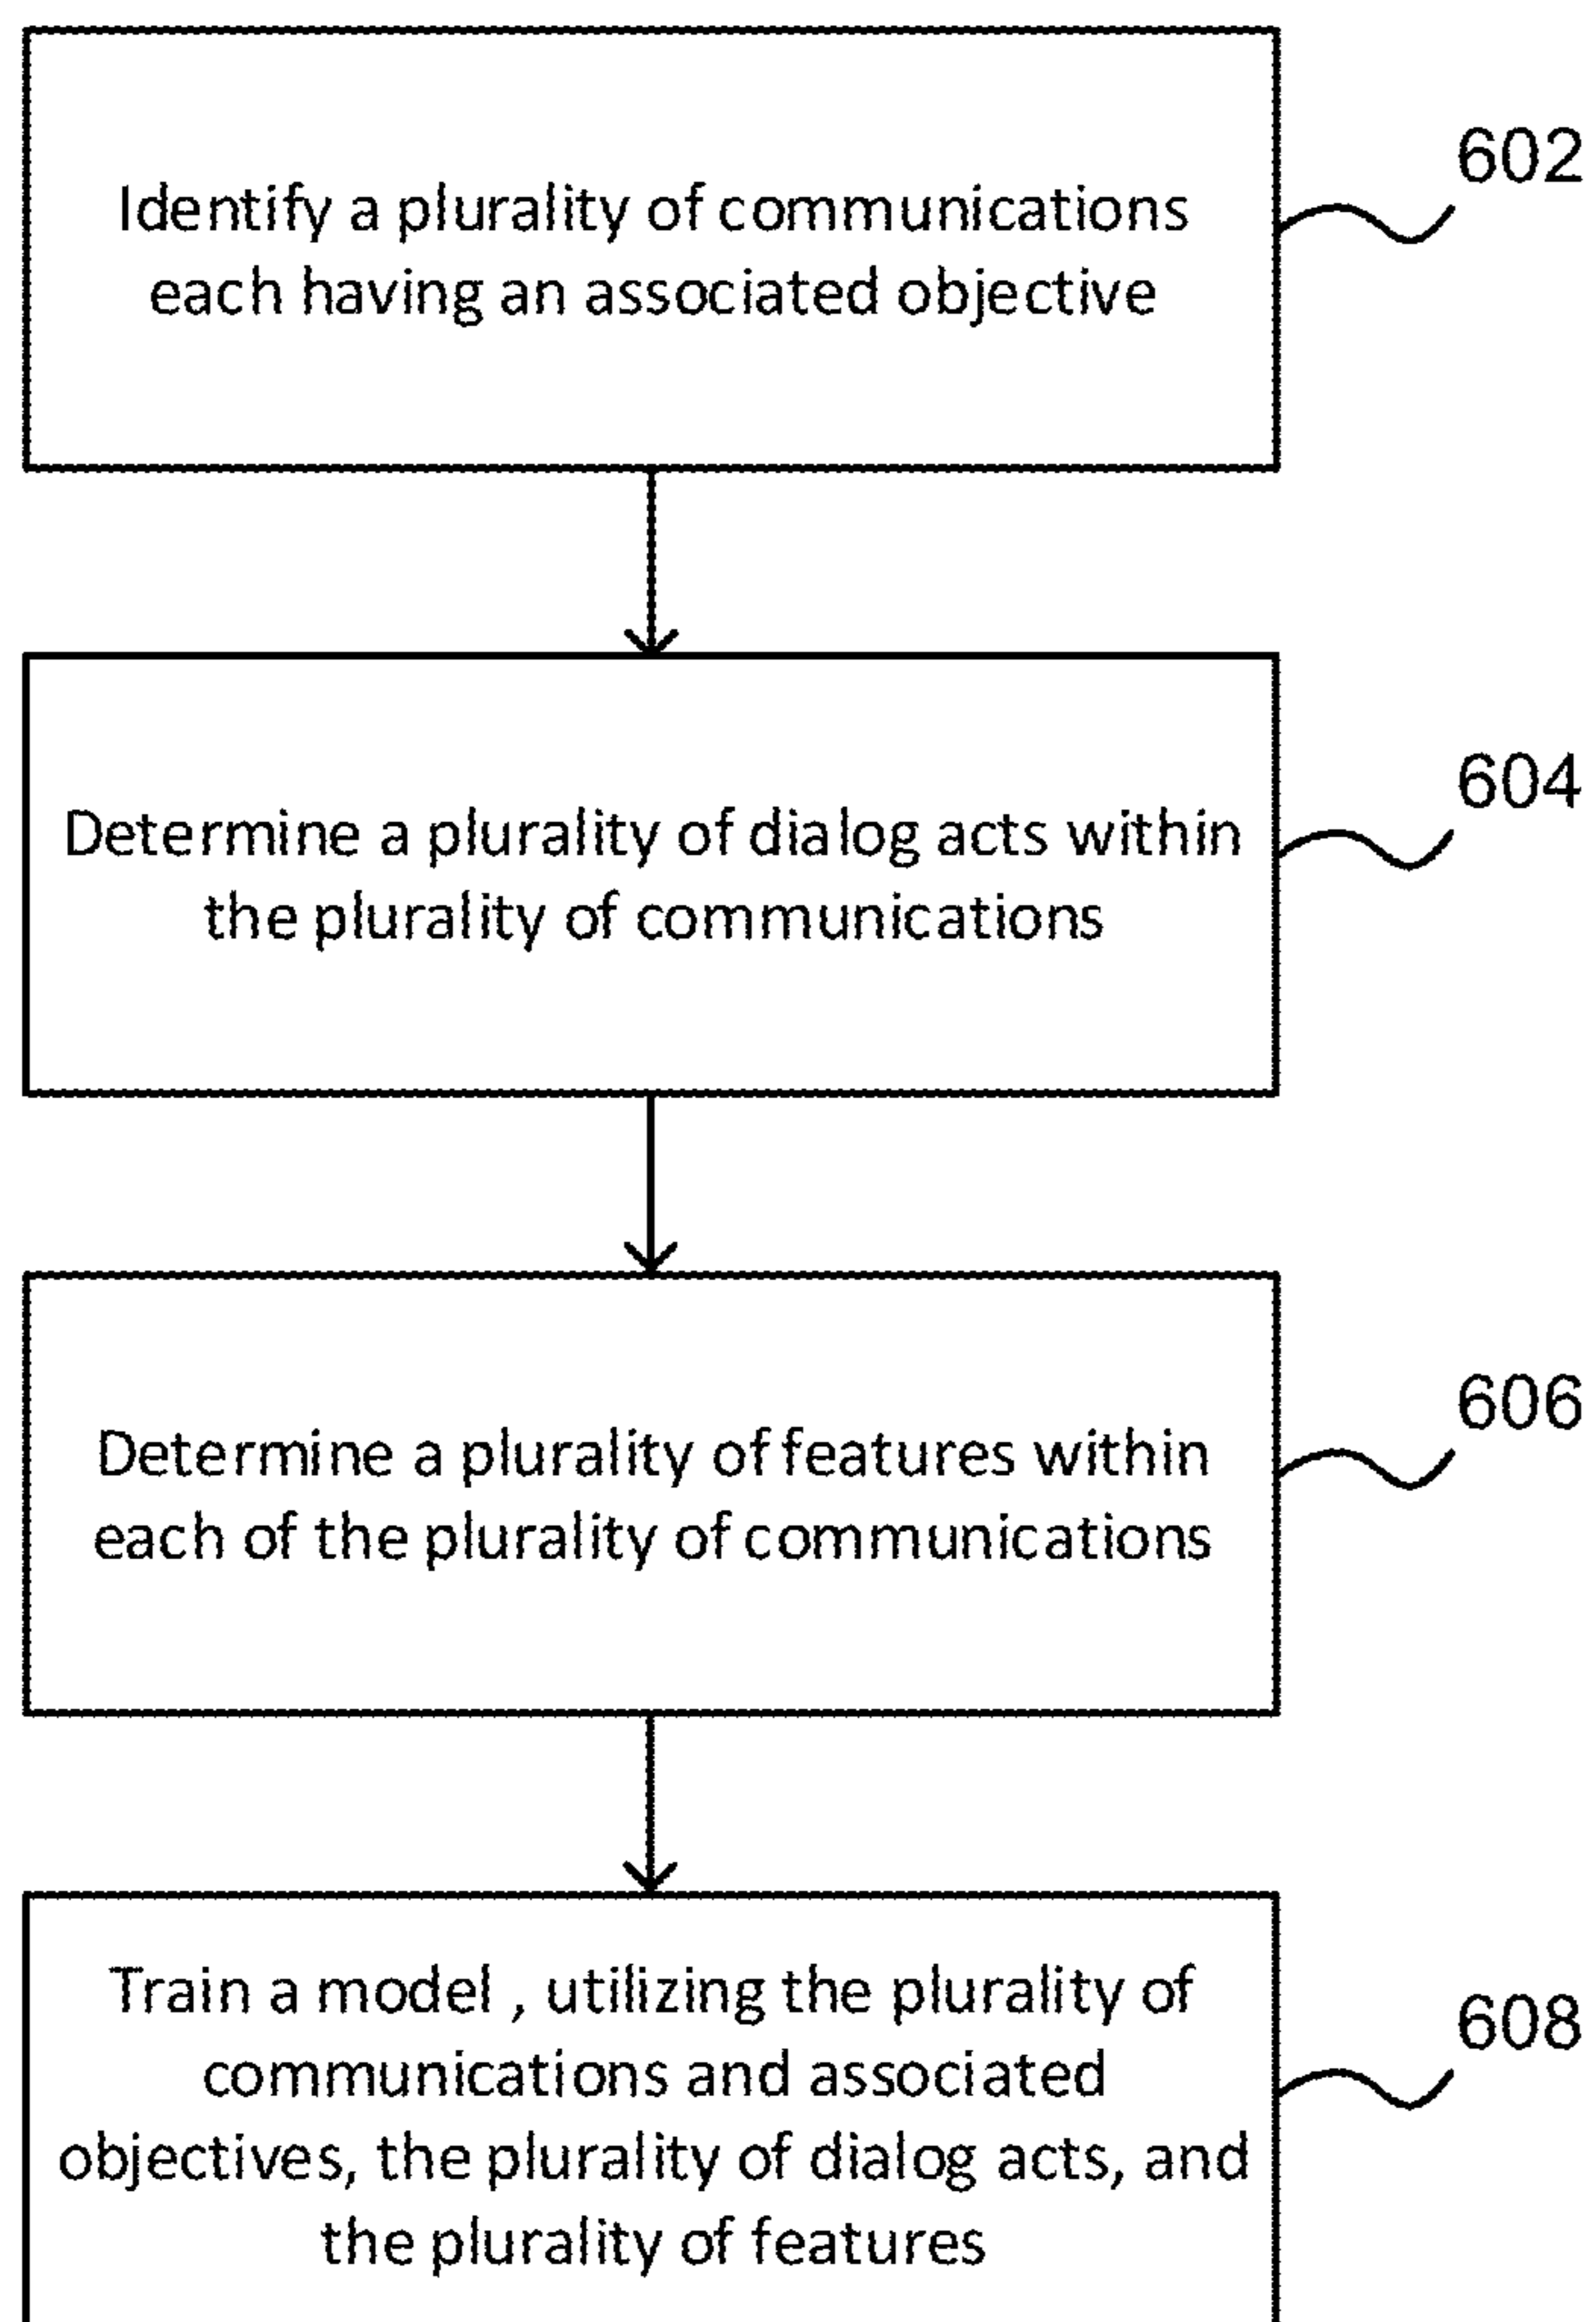 602
Identify a plurality of communications
each having an associated objective
604
Determine a plurality of dialog acts within
the plurality of communications
606
Determine a plurality of features within
each of the plurality of communications
608
Train a model , utilizing the plurality of
communications and associated
objectives, the plurality of dialog acts, and
the plurality of features